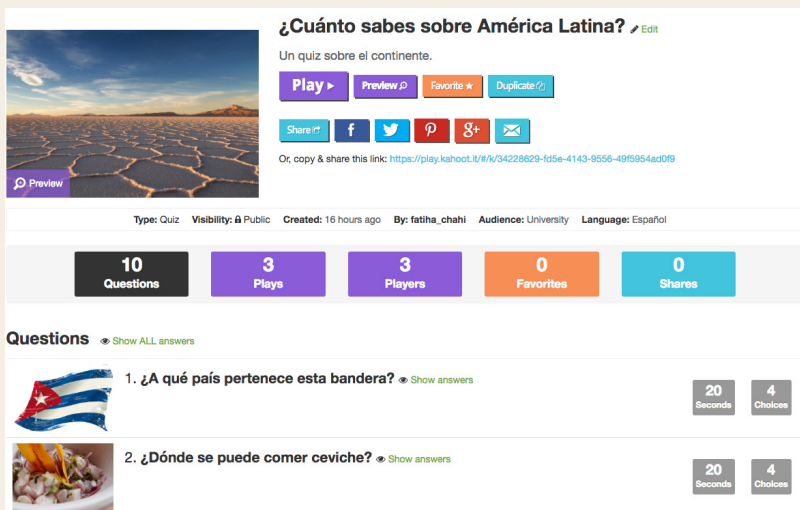 ¿Cuánto sabes sobre América Latina? Edit
Un quiz sobre el continente.
Play Preview Favorite Duplicate
Share f g+
Or, copy & share this link: https://play.kahoot.it/#/k/34228629-fd5e-4143-9556-49f5954ad0f9
Preview
Type: Quiz Visibility: Public Created: 16 hours ago By: fatiha_chahi Audience: University Language: Español
10 3 3 0 0
Questions Plays Players Favorites Shares
Questions Show ALL answers
1. ¿A qué país pertenece esta bandera? Show answers
20 4
Seconds Choices
2. ¿Dónde se puede comer ceviche? Show answers
20 4
Seconds Choices